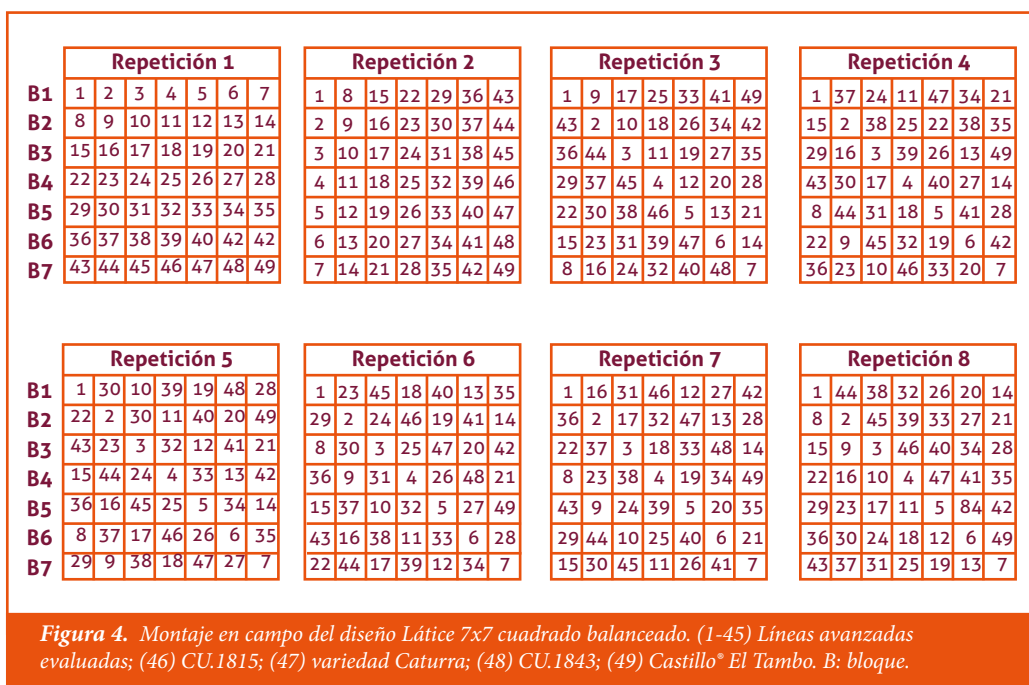 Repetición 1 Repetición 2 Repetición 3 Repetición 4
B1 1 2 3 4 5 6 7 1 8 15 22 29 36 43 1 9 17 25 33 41 49 1 37 24 11 47 34 21
B2 8 9 10 11 12 13 14 2 9 16 23 30 37 44 43 2 10 18 26 34 42 15 2 38 25 22 38 35
B3 15 16 17 18 19 20 21 3 10 17 24 31 38 45 36 44 3 11 19 27 35 29 16 3 39 26 13 49
B4 22 23 24 25 26 27 28 4 11 18 25 32 39 46 29 37 45 4 12 20 28 43 30 17 4 40 27 14
B5 29 30 31 32 33 34 35 5 12 19 26 33 40 47 22 30 38 46 5 13 21 8 44 31 18 5 41 28
B6 36 37 38 39 40 42 42 6 13 20 27 34 41 48 15 23 31 39 47 6 14 22 9 45 32 19 6 42
B7 43 44 45 46 47 48 49 7 14 21 28 35 42 49 8 16 24 32 40 48 7 36 23 10 46 33 20 7
Repetición 5 Repetición 6 Repetición 7 Repetición 8
B1 1 30 10 39 19 48 28 1 23 45 18 40 13 35 1 16 31 46 12 27 42 1 44 38 32 26 20 14
B2 22 2 30 11 40 20 49 29 2 24 46 19 41 14 36 2 17 32 47 13 28 8 2 45 39 33 27 21
B3 43 23 3 32 12 41 21 8 30 3 25 47 20 42 22 37 3 18 33 48 14 15 9 3 46 40 34 28
B4 15 44 24 4 33 13 42 36 9 31 4 26 48 21 8 23 38 4 19 34 49 22 16 10 4 47 41 35
B5 36 16 45 25 5 34 14 15 37 10 32 5 27 49 43 9 24 39 5 20 35 29 23 17 11 5 84 42
B6 8 37 17 46 26 6 35 43 16 38 11 33 6 28 29 44 10 25 40 6 21 36 30 24 18 12 6 49
B7 29 9 38 18 47 27 7 22 44 17 39 12 34 7 15 30 45 11 26 41 7 43 37 31 25 19 13 7
Figura 4. Montaje en campo del diseño Látice 7x7 cuadrado balanceado. (1-45) Líneas avanzadas
evaluadas; (46) CU.1815; (47) variedad Caturra; (48) CU.1843; (49) Castillo® El Tambo. B: bloque.